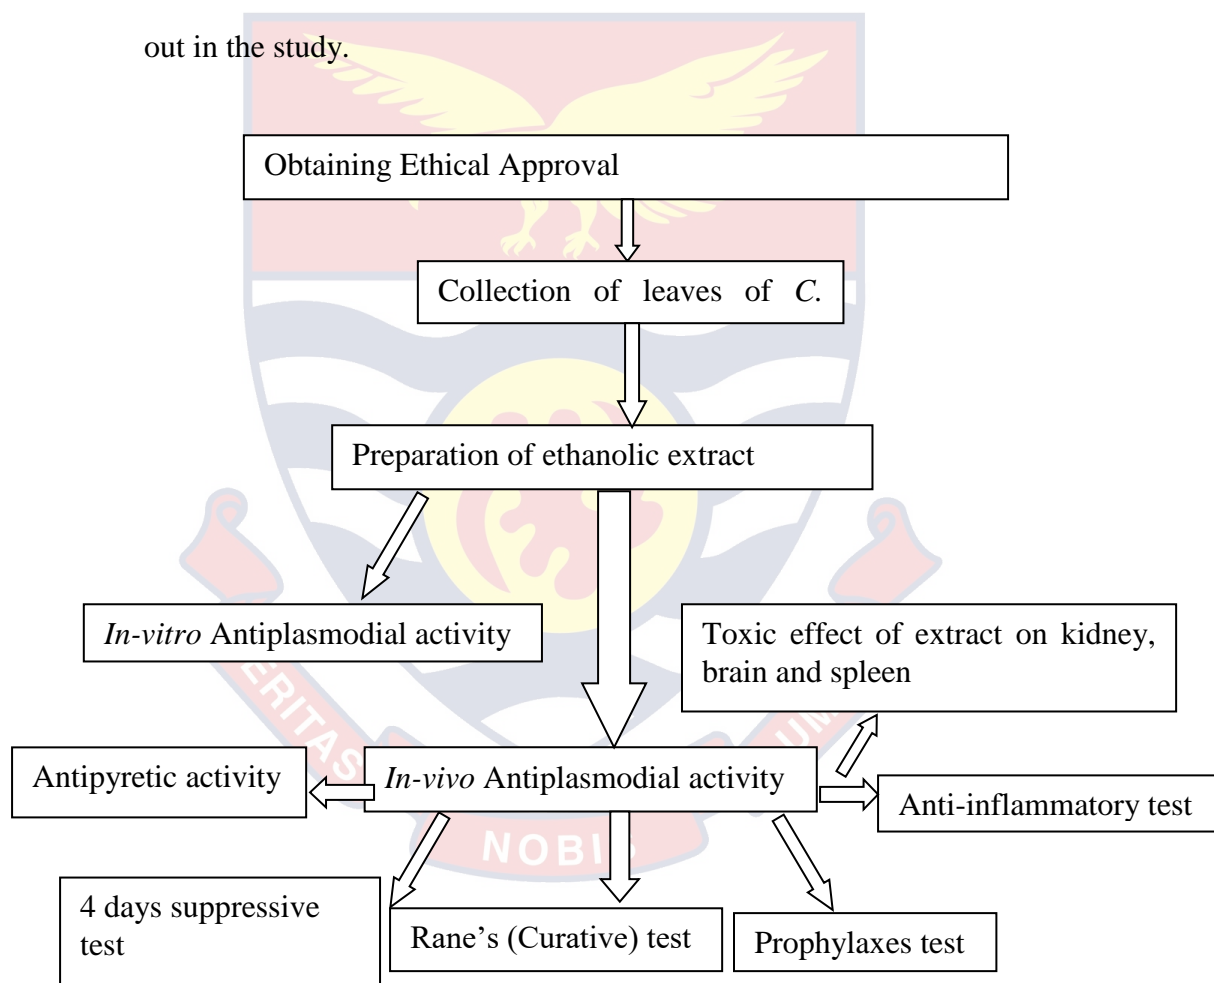 out in the study.
Obtaining Ethical Approval
Collection of leaves of C.
Preparation of ethanolic extract
In-vitro Antiplasmodial activity
Toxic effect of extract on kidney,
brain and spleen
Antipyretic activity
In-vivo Antiplasmodial activity
Anti-inflammatory test
4 days suppressive
test
Rane’s (Curative) test
Prophylaxes test
NOBIS